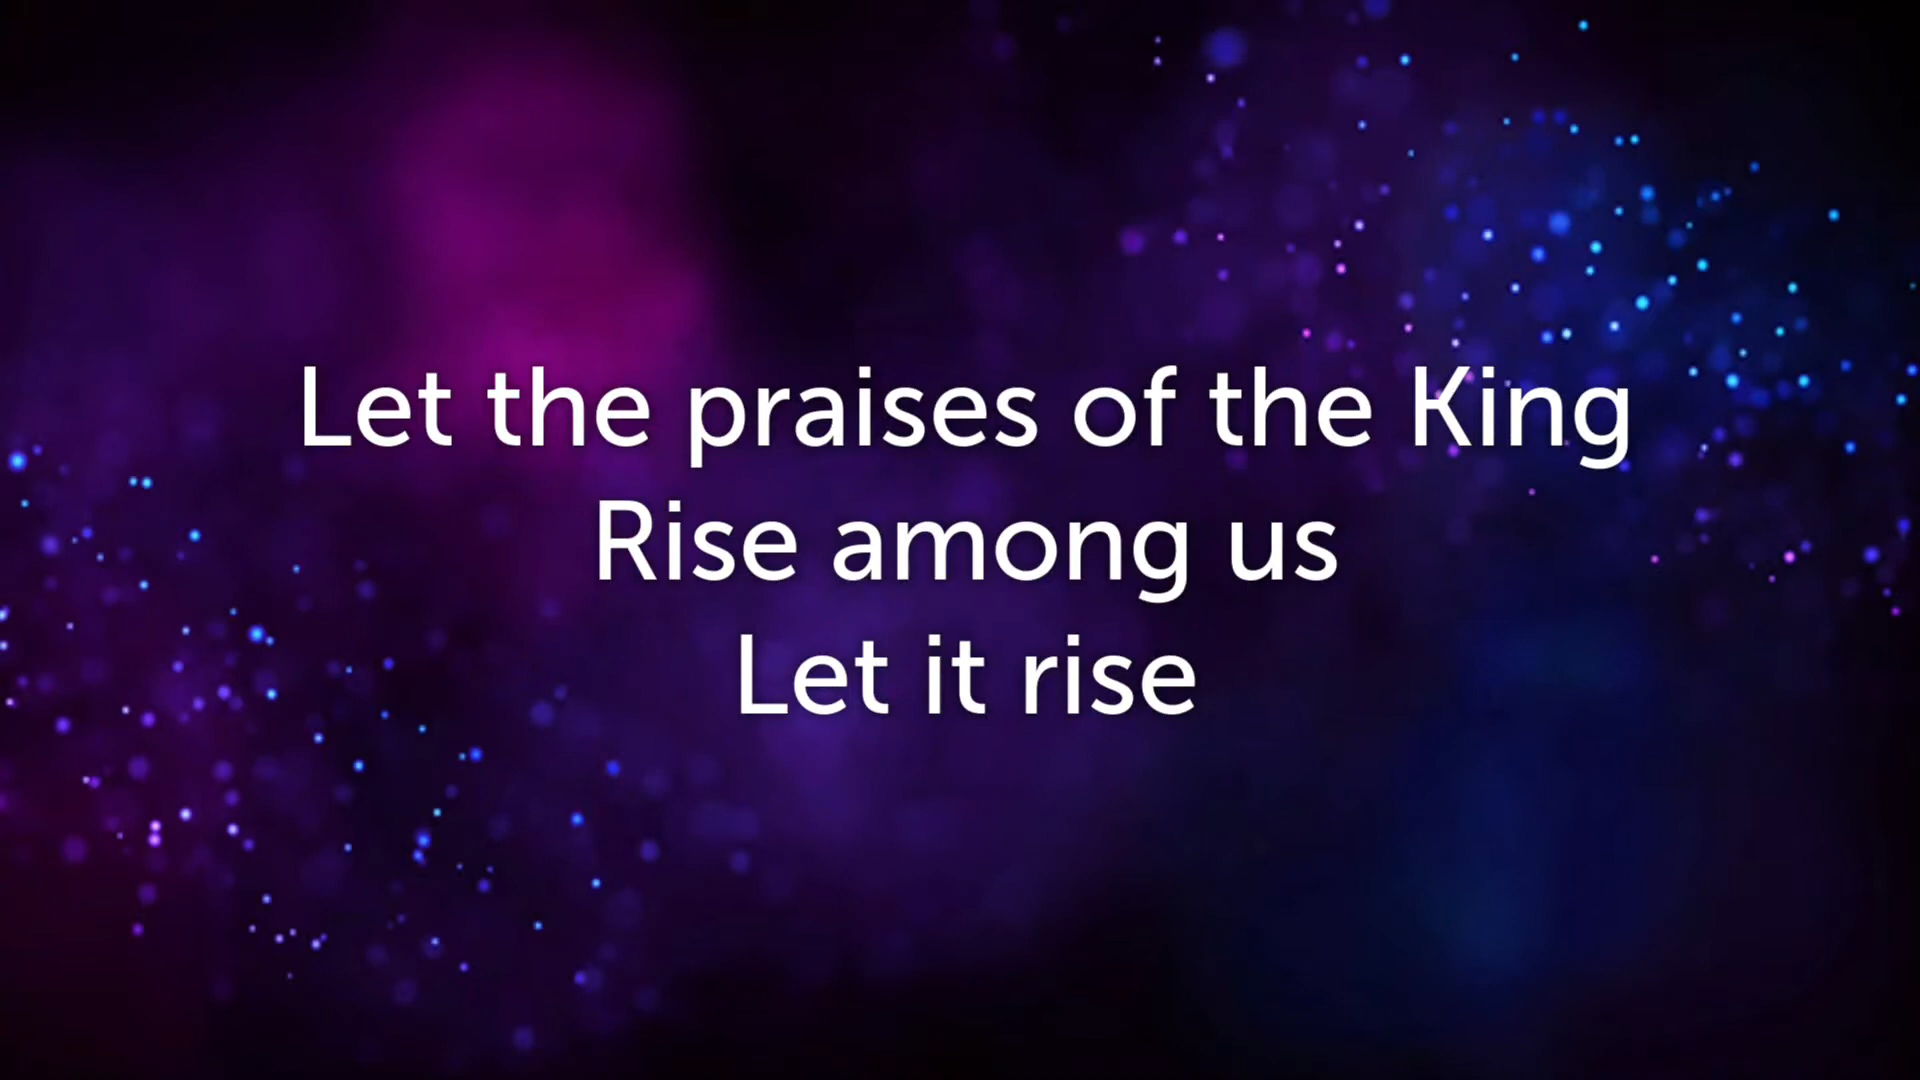 Let the praises of the King
Rise among us
Let it rise